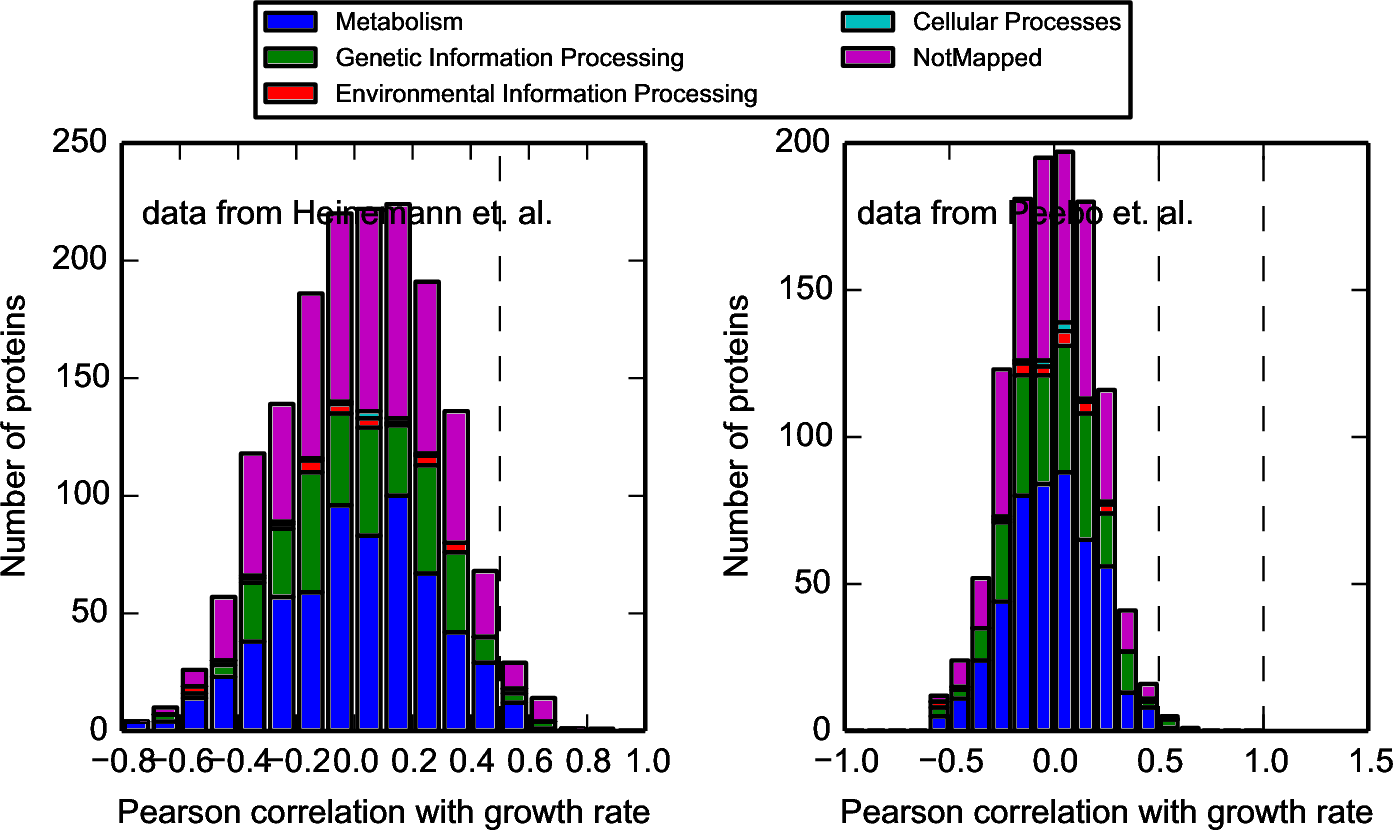 Metabolism
Genetic Information Processing
Environmental Information Processing
Cellular Processes
NotMapped
250
200
150
100
50
0
Number of proteins
data from Heinemann et. al.
−0.8 −0.6 −0.4 −0.2 0.0 0.2 0.4 0.6 0.8 1.0
Pearson correlation with growth rate
200
150
100
50
0
Number of proteins
data from Peebo et. al.
−1.0 −0.5 0.0 0.5 1.0 1.5
Pearson correlation with growth rate